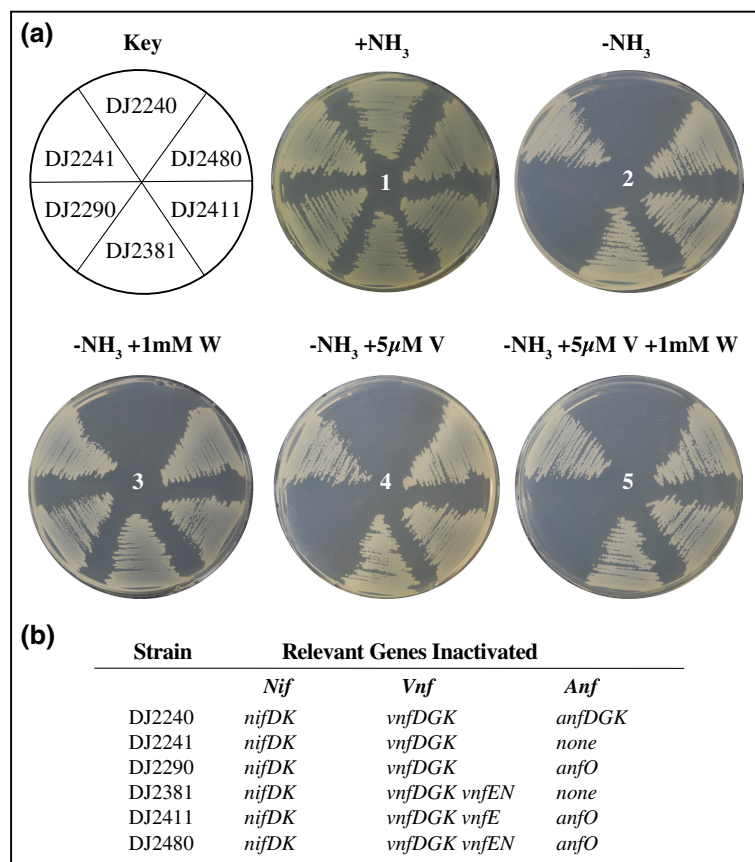 (a)
Key
+NH3
-NH3
DJ2240
DJ2241
DJ2480
DJ2290
DJ2411
DJ2381
1
2
-NH3 +1mM W
-NH3 +5µM V
-NH3 +5µM V +1mM W
3
4
5
(b)
Strain Relevant Genes Inactivated
Nif Vnf Anf
DJ2240 nifDK vnfDGK anfDGK
DJ2241 nifDK vnfDGK none
DJ2290 nifDK vnfDGK anfO
DJ2381 nifDK vnfDGK vnfEN none
DJ2411 nifDK vnfDGK vnfE anfO
DJ2480 nifDK vnfDGK vnfEN anfO